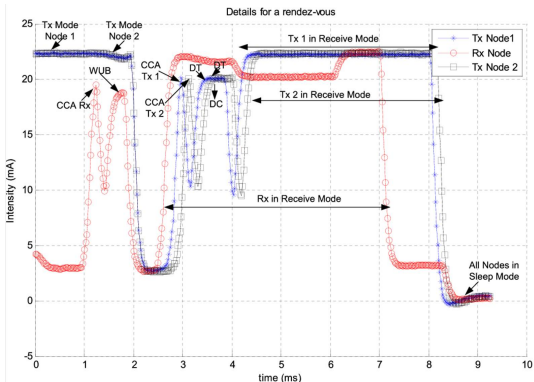 Details for a rendez-vous
25
20
15
10
5
0
-5
Intensity (mA)
0
1
2
3
4
5
6
7
8
9
10
time (ms)
Tx Mode
Node 1
Tx Mode
Node 2
WUB
CCA Rx
CCA
Tx 1
DT
DT
CCA
Tx 2
DC
Tx 1 in Receive Mode
Tx 2 in Receive Mode
Rx in Receive Mode
All Nodes in
Sleep Mode
Tx Node1
Rx Node
Tx Node 2